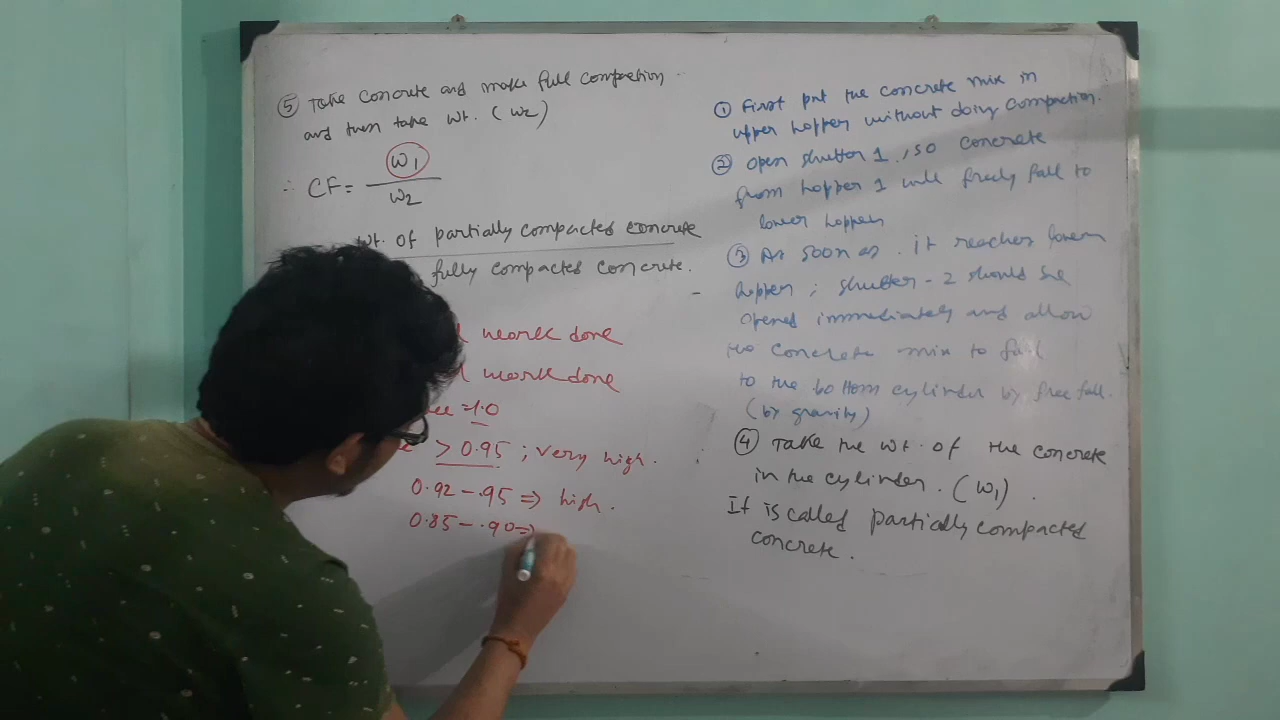 ⑤ Take concrete and make full compaction.
and then take wt. (W2)
∴ CF = W1
W2
wt. of partially compacted concrete
fully compacted concrete.
work done
work done
= 1.0
> 0.95 ; very high.
0.92 - .95 => high.
0.85 - .90 =>
① First put the concrete mix in
upper hopper without doing compaction.
② open shutter 1, so concrete
from hopper 1 will freely fall to
lower hopper
③ As soon as it reaches lower
hopper ; shutter - 2 should be
opened immediately and allow
the concrete mix to fall
to the bottom cylinder by free fall.
(by gravity)
④ Take the wt. of the concrete
in the cylinder. (W1).
It is called partially compacted
concrete.